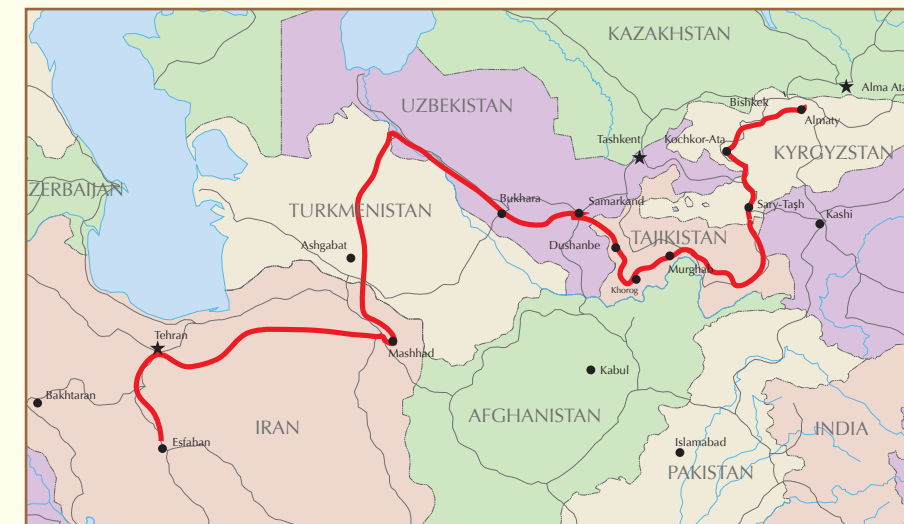 KAZAKHSTAN
Alma Ata
Bishkek
UZBEKISTAN
Almaty
Tashkent
Kochkor-Ata
KYRGYZSTAN
ZERBAIJAN
Bukhara
Samarkand
Sary-Taşh
TURKMENISTAN
Kashi
TAJIKISTAN
Ashgabat
Dushanbe
Murghab
Khorog
Tehran
Mashhad
Kabul
Bakhtaran
AFGHANISTAN
IRAN
INDIA
Esfahan
Islamabad
PAKISTAN